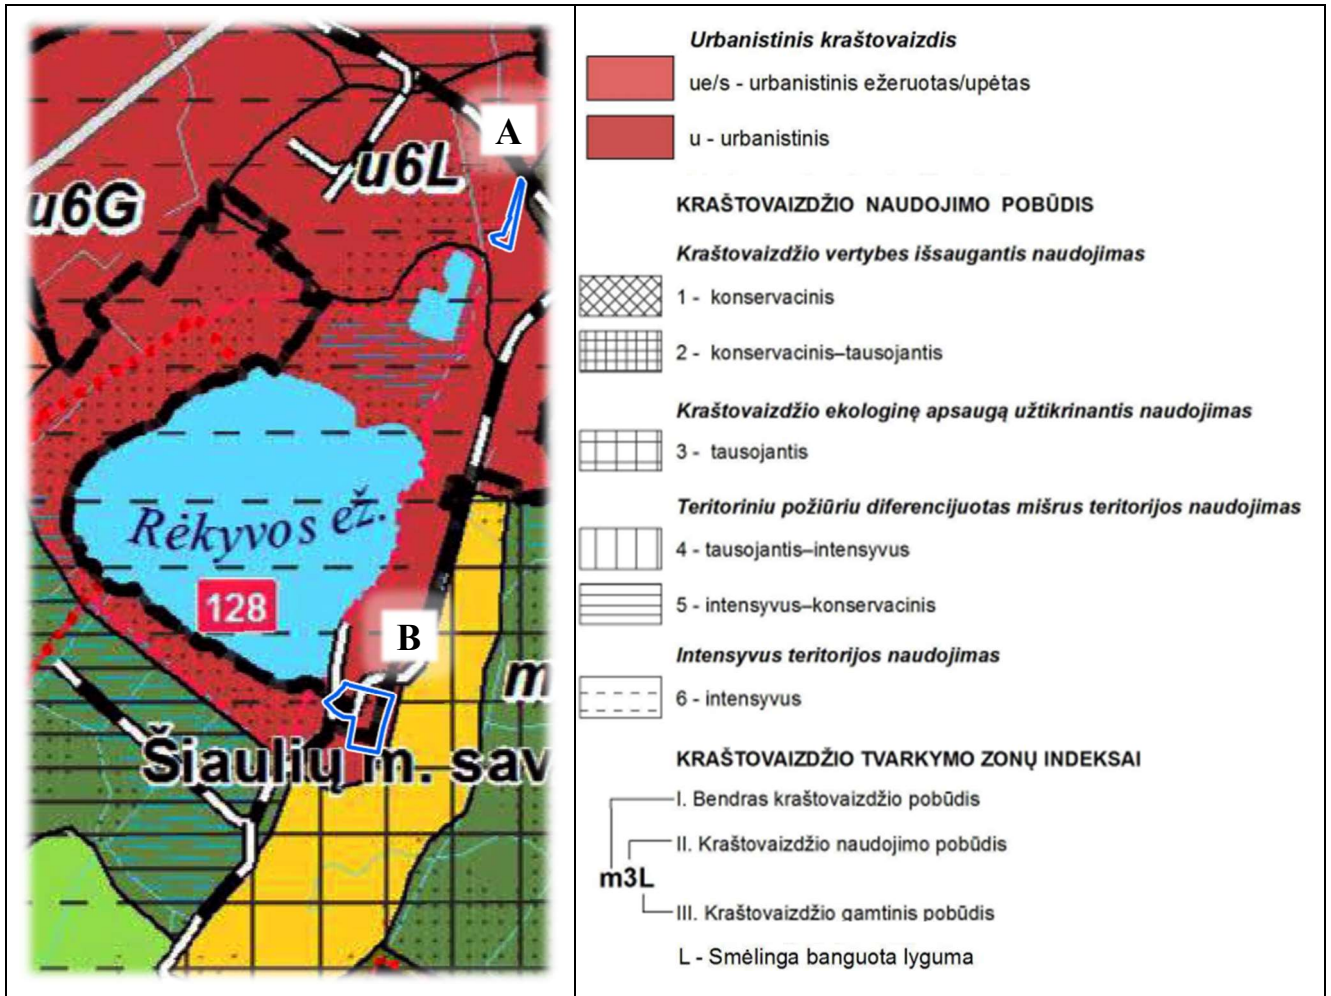 A
u6L
u6G
Rėkyvos ež.
128
B
m
Šiaulių m. sav
Urbanistinis kraštovaizdis
ue/s - urbanistinis ežeruotas/upėtas
u - urbanistinis
KRAŠTOVAIZDŽIO NAUDOJIMO POBŪDIS
Kraštovaizdžio vertybes išsaugantis naudojimas
1 - konservacinis
2 - konservacinis–tausojantis
Kraštovaizdžio ekologinę apsaugą užtikrinantis naudojimas
3 - tausojantis
Teritoriniu požiūriu diferencijuotas mišrus teritorijos naudojimas
4 - tausojantis–intensyvus
5 - intensyvus–konservacinis
Intensyvus teritorijos naudojimas
6 - intensyvus
KRAŠTOVAIZDŽIO TVARKYMO ZONŲ INDEKSAI
I. Bendras kraštovaizdžio pobūdis
II. Kraštovaizdžio naudojimo pobūdis
m3L
III. Kraštovaizdžio gamtinis pobūdis
L - Smėlinga banguota lyguma